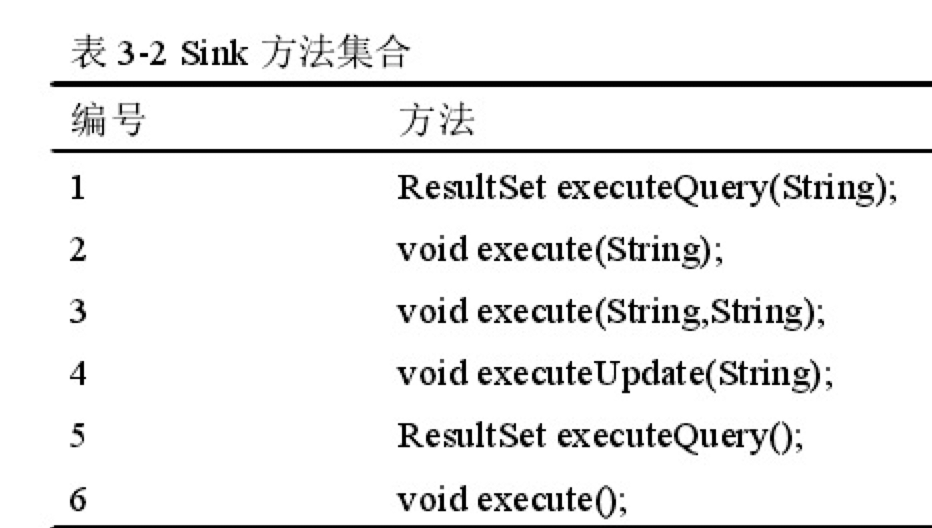 表 3-2 Sink 方法集合
编号 方法
1 ResultSet executeQuery(String);
2 void execute(String);
3 void execute(String,String);
4 void executeUpdate(String);
5 ResultSet executeQuery();
6 void execute();